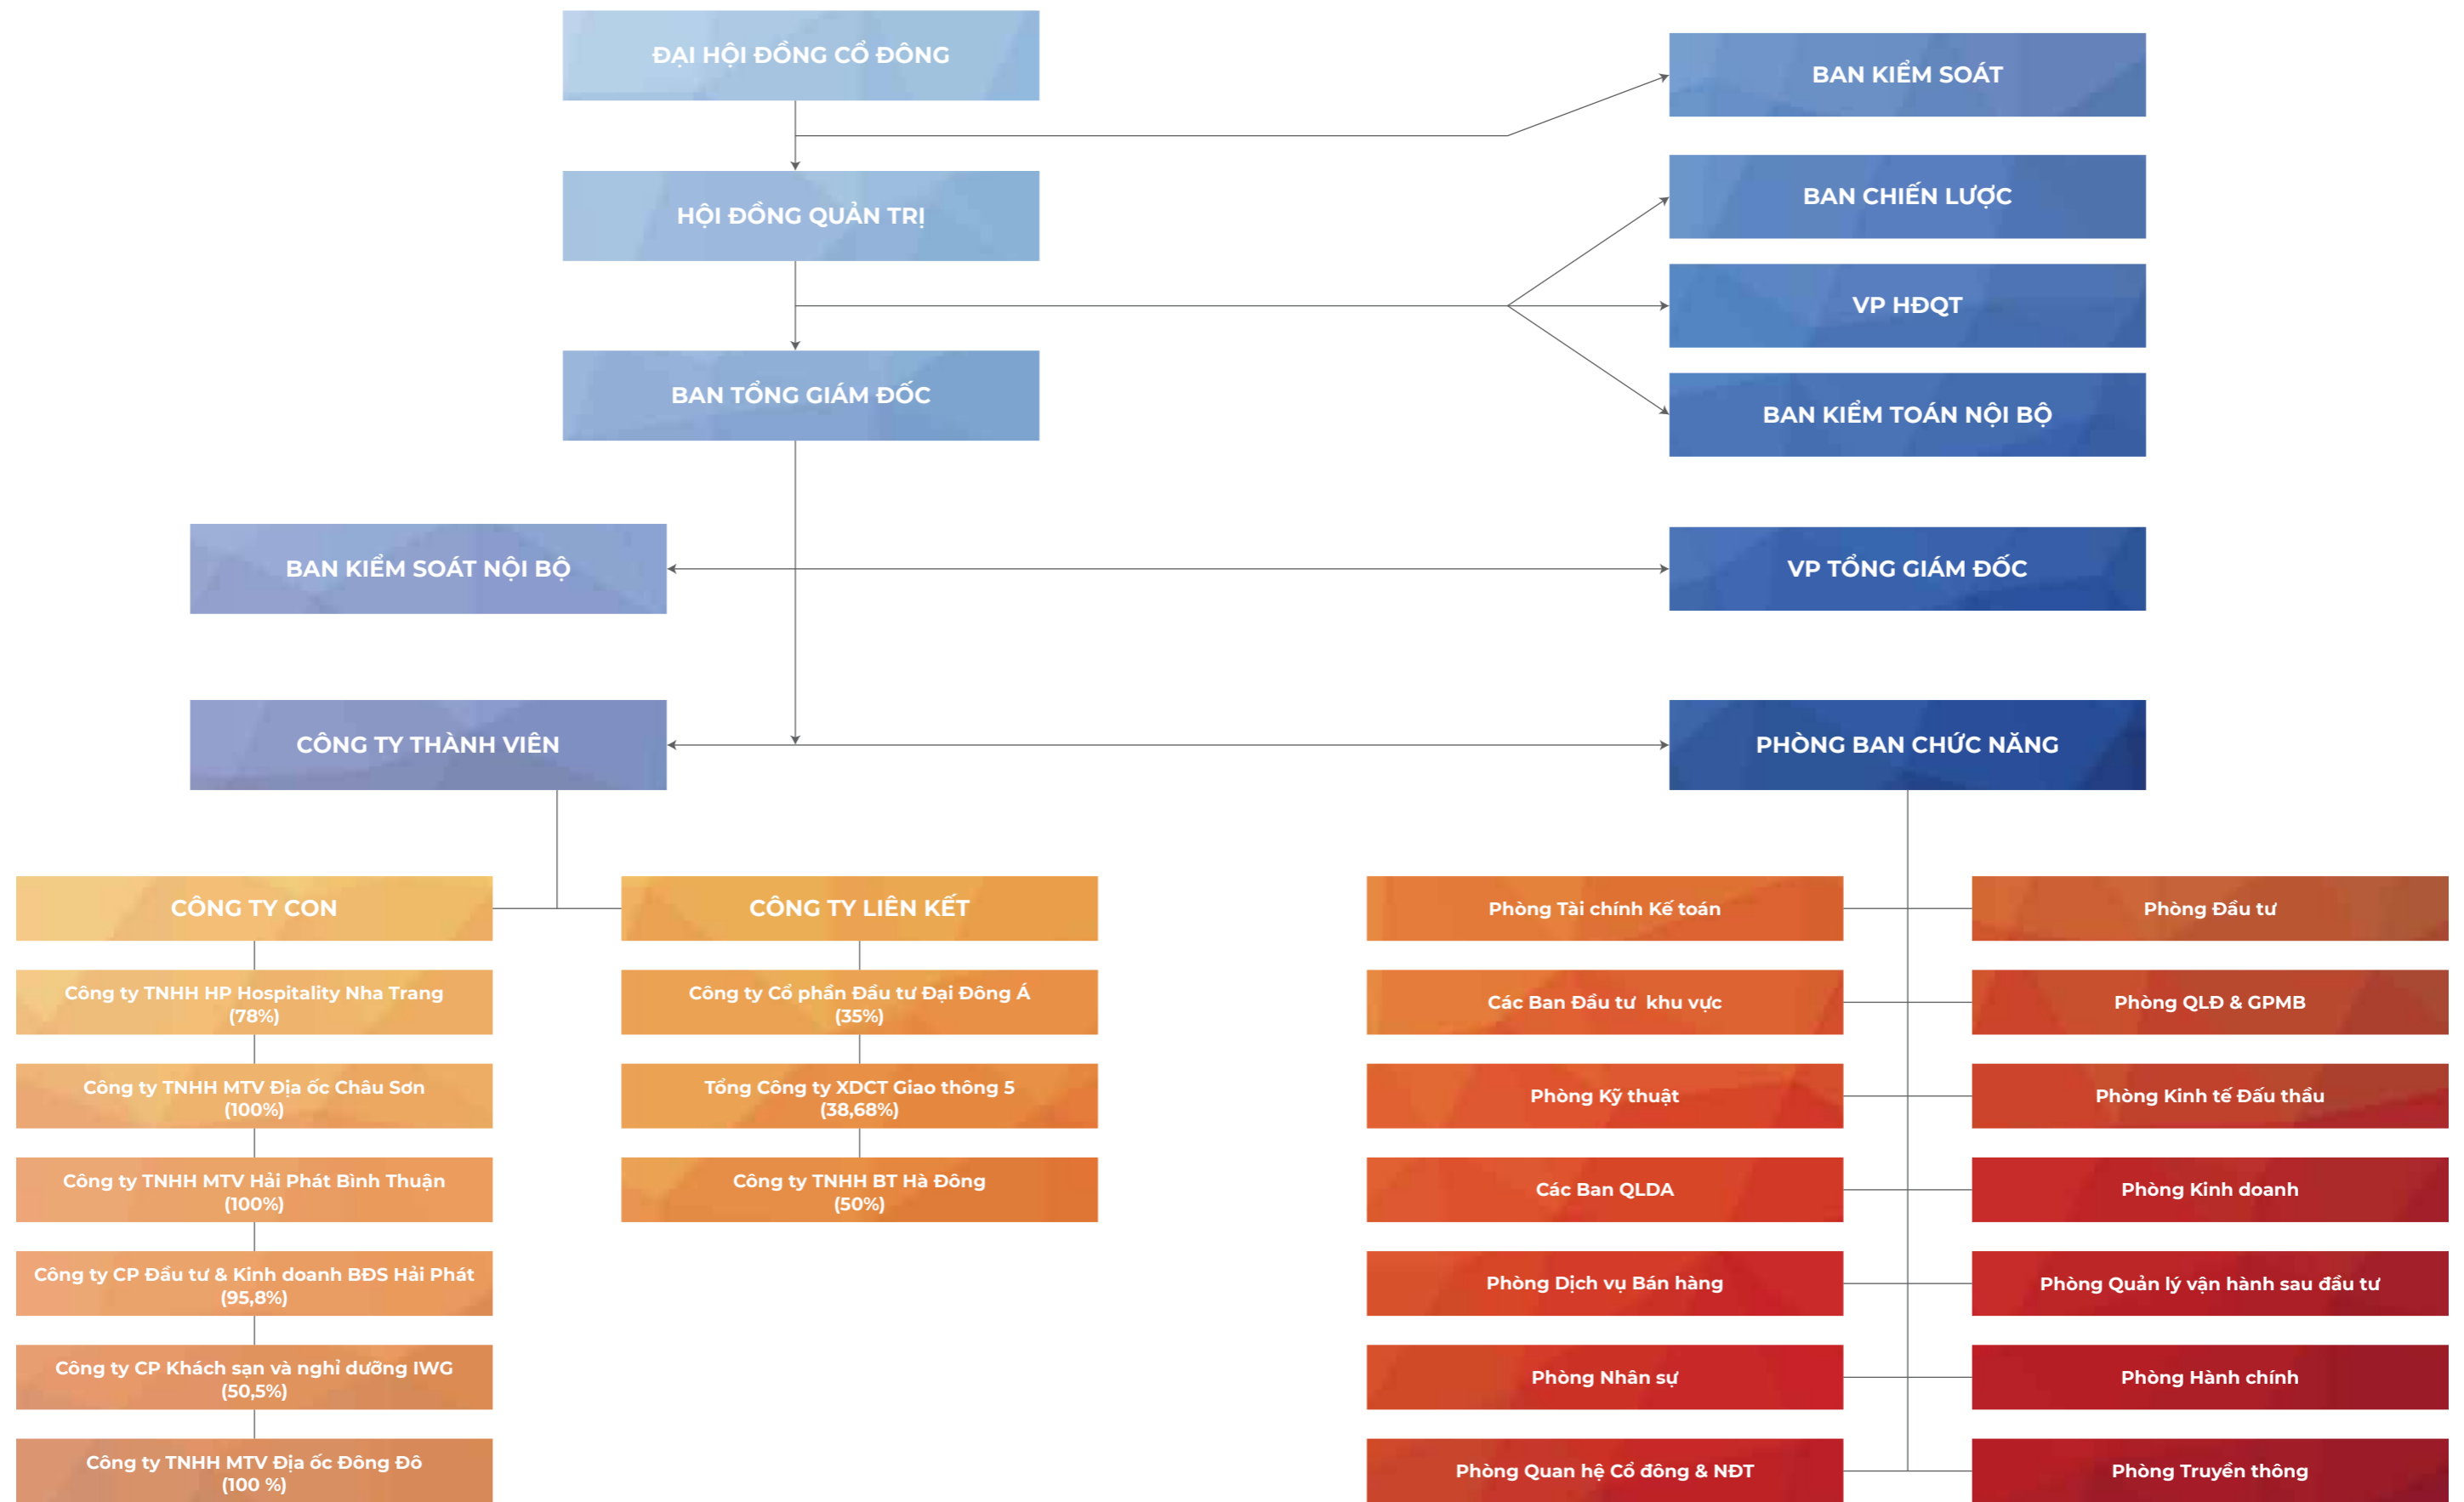 ĐẠI HỘI ĐỒNG CỔ ĐÔNG
BAN KIỂM SOÁT
HỘI ĐỒNG QUẢN TRỊ
BAN CHIẾN LƯỢC
VP HĐQT
BAN TỔNG GIÁM ĐỐC
BAN KIỂM TOÁN NỘI BỘ
BAN KIỂM SOÁT NỘI BỘ
VP TỔNG GIÁM ĐỐC
CÔNG TY THÀNH VIÊN
PHÒNG BAN CHỨC NĂNG
CÔNG TY CON
Công ty TNHH HP Hospitality Nha Trang
(78%)
Công ty TNHH MTV Địa ốc Châu Sơn
(100%)
Công ty TNHH MTV Hải Phát Bình Thuận
(100%)
Công ty CP Đầu tư & Kinh doanh BĐS Hải Phát
(95,8%)
Công ty CP Khách sạn và nghỉ dưỡng IWG
(50,5%)
Công ty TNHH MTV Địa ốc Đông Đô
(100 %)
CÔNG TY LIÊN KẾT
Công ty Cổ phần Đầu tư Đại Đông Á
(35%)
Tổng Công ty XDCT Giao thông 5
(38,68%)
Công ty TNHH BT Hà Đông
(50%)
Phòng Tài chính Kế toán
Các Ban Đầu tư khu vực
Phòng Kỹ thuật
Các Ban QLDA
Phòng Dịch vụ Bán hàng
Phòng Nhân sự
Phòng Quan hệ Cổ đông & NĐT
Phòng Đầu tư
Phòng QLĐ & GPMB
Phòng Kinh tế Đấu thầu
Phòng Kinh doanh
Phòng Quản lý vận hành sau đầu tư
Phòng Hành chính
Phòng Truyền thông